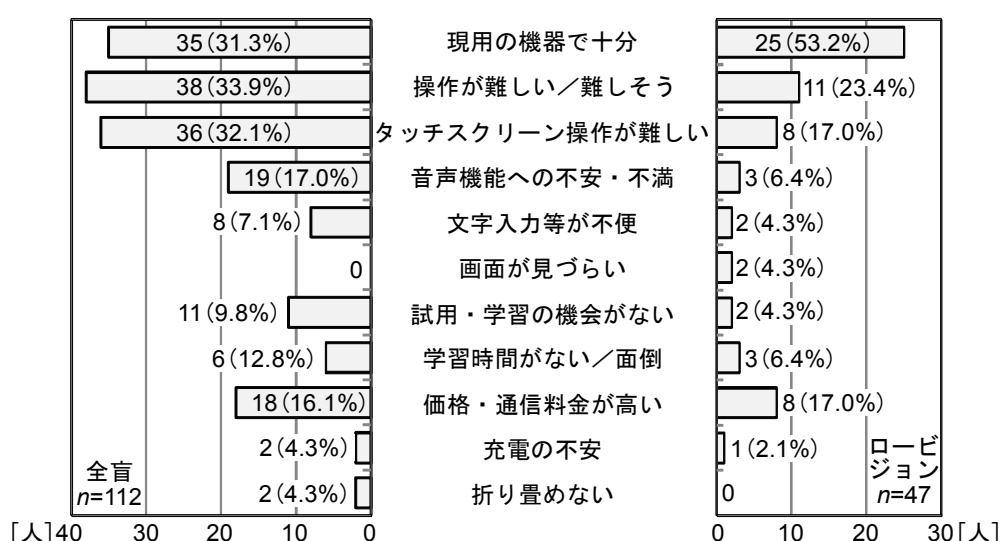 35(31.3%) 現用の機器で十分 25(53.2%)
38(33.9%) 操作が難しい／難しそう 11(23.4%)
36(32.1%) タッチスクリーン操作が難しい 8(17.0%)
19(17.0%) 音声機能への不安・不満 3(6.4%)
8(7.1%) 文字入力等が不便 2(4.3%)
0 画面が見づらい 2(4.3%)
11(9.8%) 試用・学習の機会がない 2(4.3%)
6(12.8%) 学習時間がない／面倒 3(6.4%)
18(16.1%) 価格・通信料金が高い 8(17.0%)
2(4.3%) 充電の不安 1(2.1%)
2(4.3%) 折り畳めない 0
全盲
n=112
ロービ
ジョン
n=47
[人]40 30 20 10 0 0 10 20 30[人]